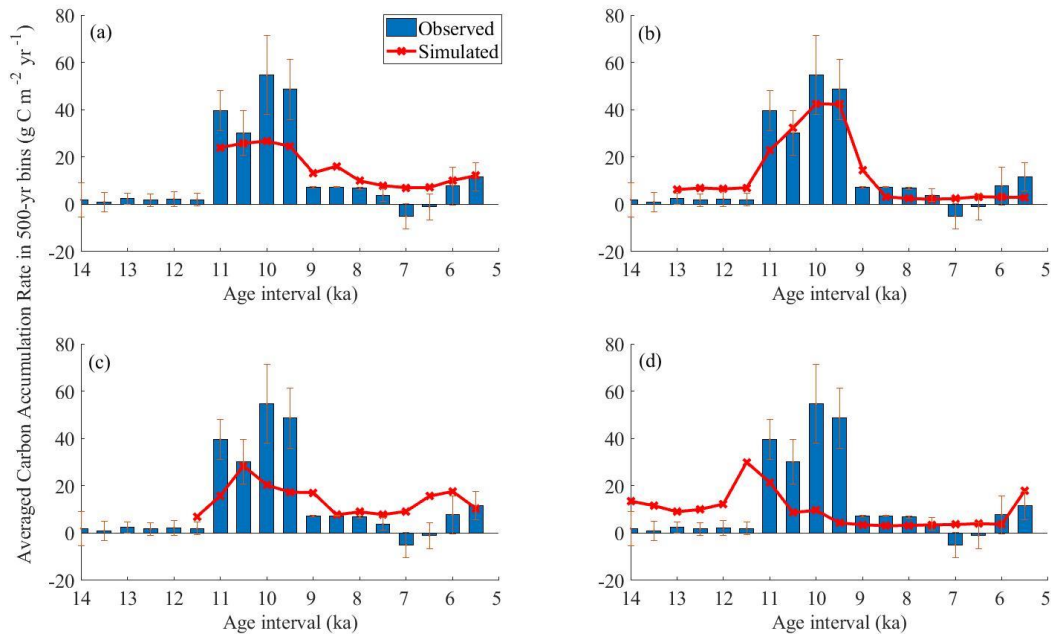 Averaged Carbon Accumulation Rate in 500-yr bins (g C m⁻² yr⁻¹)
(a)
Observed
Simulated
80
60
40
20
0
-20
14 13 12 11 10 9 8 7 6 5
Age interval (ka)
(b)
80
60
40
20
0
-20
14 13 12 11 10 9 8 7 6 5
Age interval (ka)
(c)
80
60
40
20
0
-20
14 13 12 11 10 9 8 7 6 5
Age interval (ka)
(d)
80
60
40
20
0
-20
14 13 12 11 10 9 8 7 6 5
Age interval (ka)